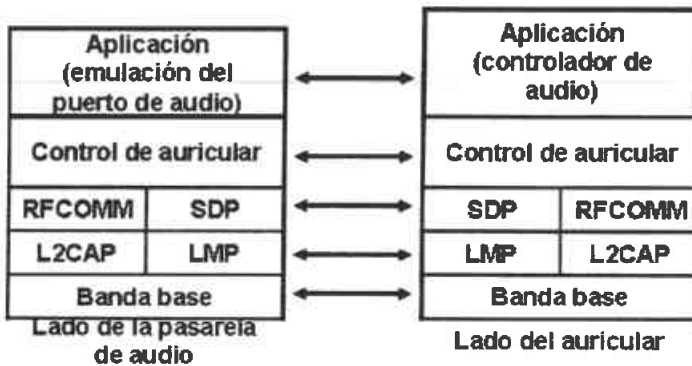 Aplicación
(emulación del
puerto de audio)
Control de auricular
RFCOMM
SDP
L2CAP
LMP
Banda base
Lado de la pasarela
de audio
Aplicación
(controlador de
audio)
Control de auricular
SDP
RFCOMM
LMP
L2CAP
Banda base
Lado del auricular